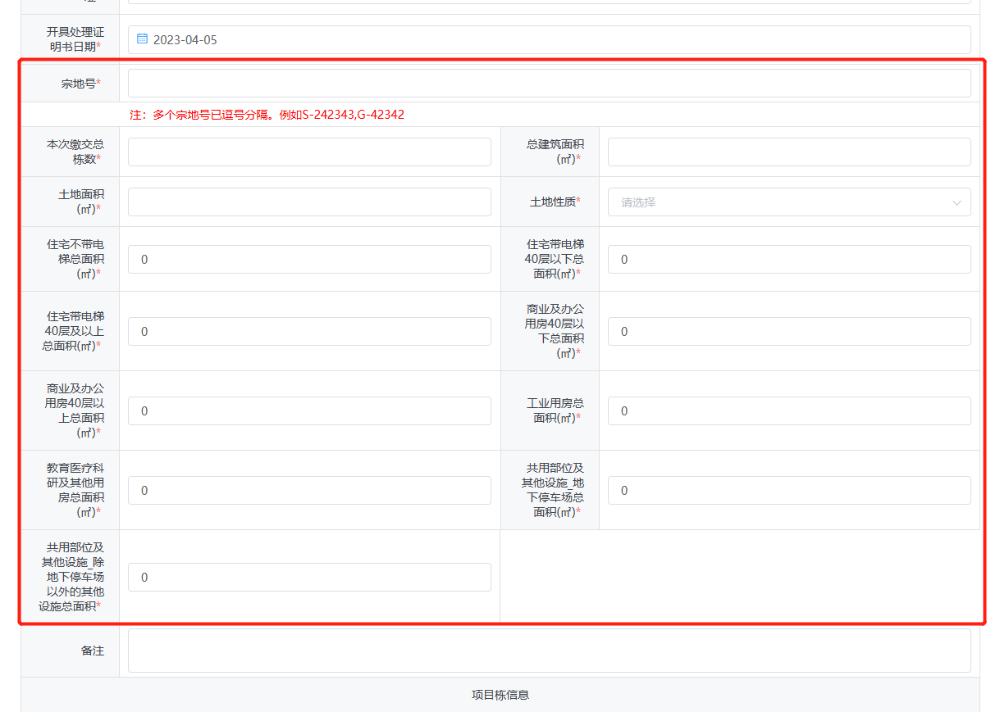 开具处理证
明书日期*
2023-04-05
宗地号*
注：多个宗地号已逗号分隔。例如S-242343,G-42342
本次缴交总
栋数*
总建筑面积
(㎡)*
土地面积
(㎡)*
土地性质*
请选择
住宅不带电
梯总面积
(㎡)*
0
住宅带电梯
40层以下总
面积(㎡)*
0
住宅带电梯
40层及以上
总面积(㎡)*
0
商业及办公
用房40层以
下总面积
(㎡)*
0
商业及办公
用房40层以
上总面积
(㎡)*
0
工业用房总
面积(㎡)*
0
教育医疗科
研及其他用
房总面积
(㎡)*
0
共用部位及
其他设施_地
下停车场总
面积(㎡)*
0
共用部位及
其他设施_除
地下停车场
以外的其他
设施总面积*
0
备注
项目栋信息